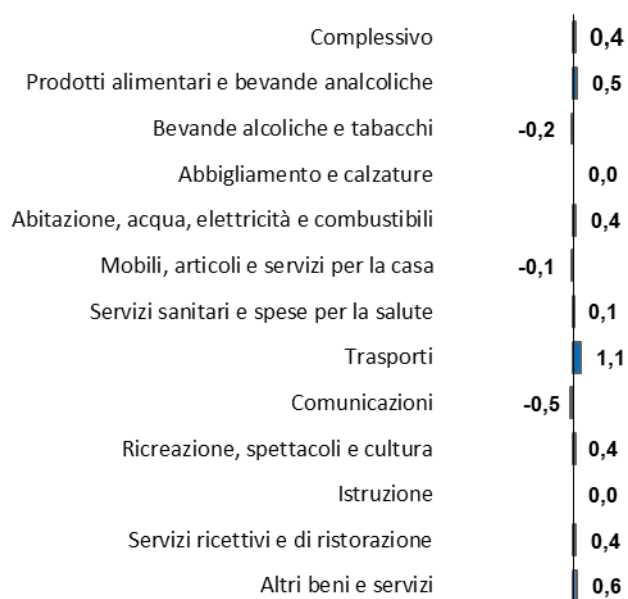 Complessivo 0,4
Prodotti alimentari e bevande analcoliche 0,5
Bevande alcoliche e tabacchi -0,2
Abbigliamento e calzature 0,0
Abitazione, acqua, elettricità e combustibili 0,4
Mobili, articoli e servizi per la casa -0,1
Servizi sanitari e spese per la salute 0,1
Trasporti 1,1
Comunicazioni -0,5
Ricreazione, spettacoli e cultura 0,4
Istruzione 0,0
Servizi ricettivi e di ristorazione 0,4
Altri beni e servizi 0,6